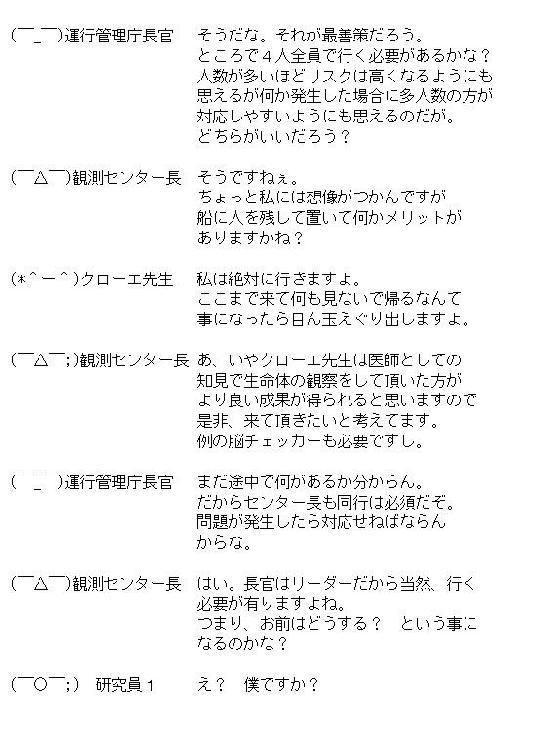 (￣_￣)運行管理庁長官　そうだな。それが最善策だろう。
ところで４人全員で行く必要があるかな？
人数が多いほどリスクは高くなるようにも
思えるが何か発生した場合に多人数の方が
対応しやすいようにも思えるのだが。
どちらがいいだろう？
(￣△￣)観測センター長　そうですねぇ。
ちょっと私には想像がつかんですが
船に人を残して置いて何かメリットが
ありますかね？
(*＾ー＾)クローエ先生　私は絶対に行きますよ。
ここまで来て何も見ないで帰るなんて
事になったら目ん玉えぐり出しますよ。
(￣△￣;)観測センター長 あ、いやクローエ先生は医師としての
知見で生命体の観察をして頂いた方が
より良い成果が得られると思いますので
是非、来て頂きたいと考えてます。
例の脳チェッカーも必要ですし。
(　_　)運行管理庁長官　まだ途中で何があるか分からん。
だからセンター長も同行は必須だぞ。
問題が発生したら対応せねばならん
からな。
(￣△￣)観測センター長　はい。長官はリーダーだから当然、行く
必要が有りますよね。
つまり、お前はどうする？　という事に
なるのかな？
(￣○￣;)　研究員１　え？　僕ですか？